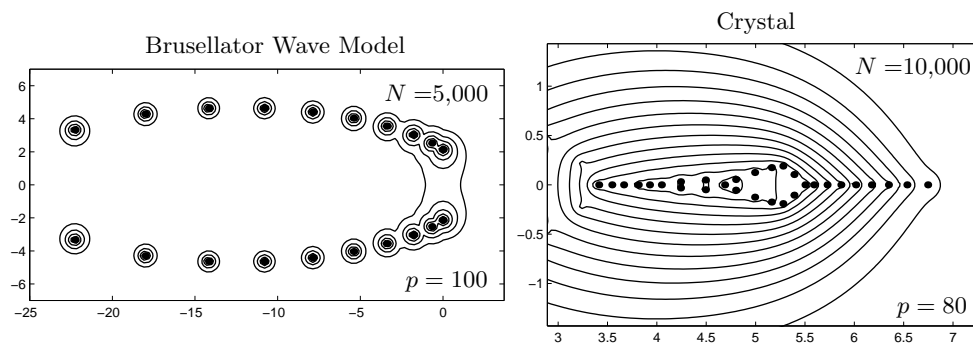 Brusellator Wave Model
6
4
2
0
−2
−4
−6
−25 −20 −15 −10 −5 0
N =5,000
p = 100
Crystal
1
0.5
0
−0.5
−1
3 3.5 4 4.5 5 5.5 6 6.5 7
N =10,000
p = 80